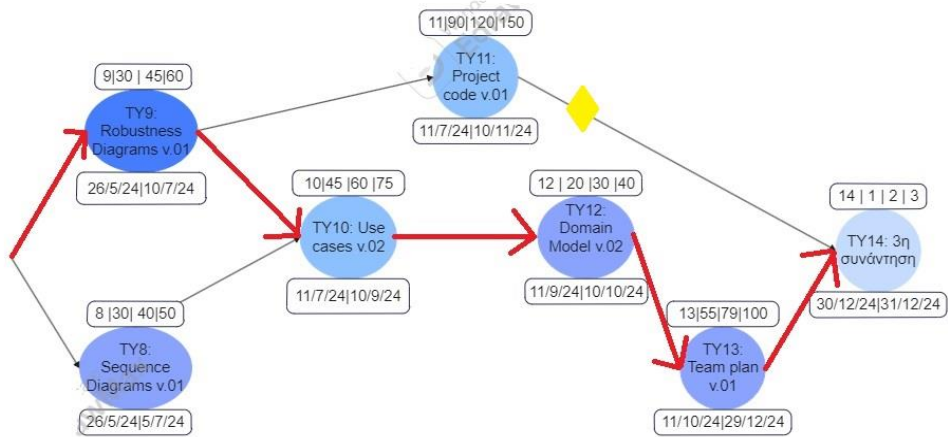 11|90|120|150
TY11:
Project
code v.01
11/7/24|10/11/24
9|30 | 45|60
TY9:
Robustness
Diagrams v.01
26/5/24|10/7/24
10|45 |60 |75
TY10: Use
cases v.02
11/7/24|10/9/24
12 | 20 |30 |40
TY12:
Domain
Model v.02
11/9/24|10/10/24
14 | 1 | 2 | 3
TY14: 3η
συνάντηση
30/12/24|31/12/24
8 |30| 40|50
TY8:
Sequence
Diagrams v.01
26/5/24|5/7/24
13|55|79|100
TY13:
Team plan
v.01
11/10/24|29/12/24